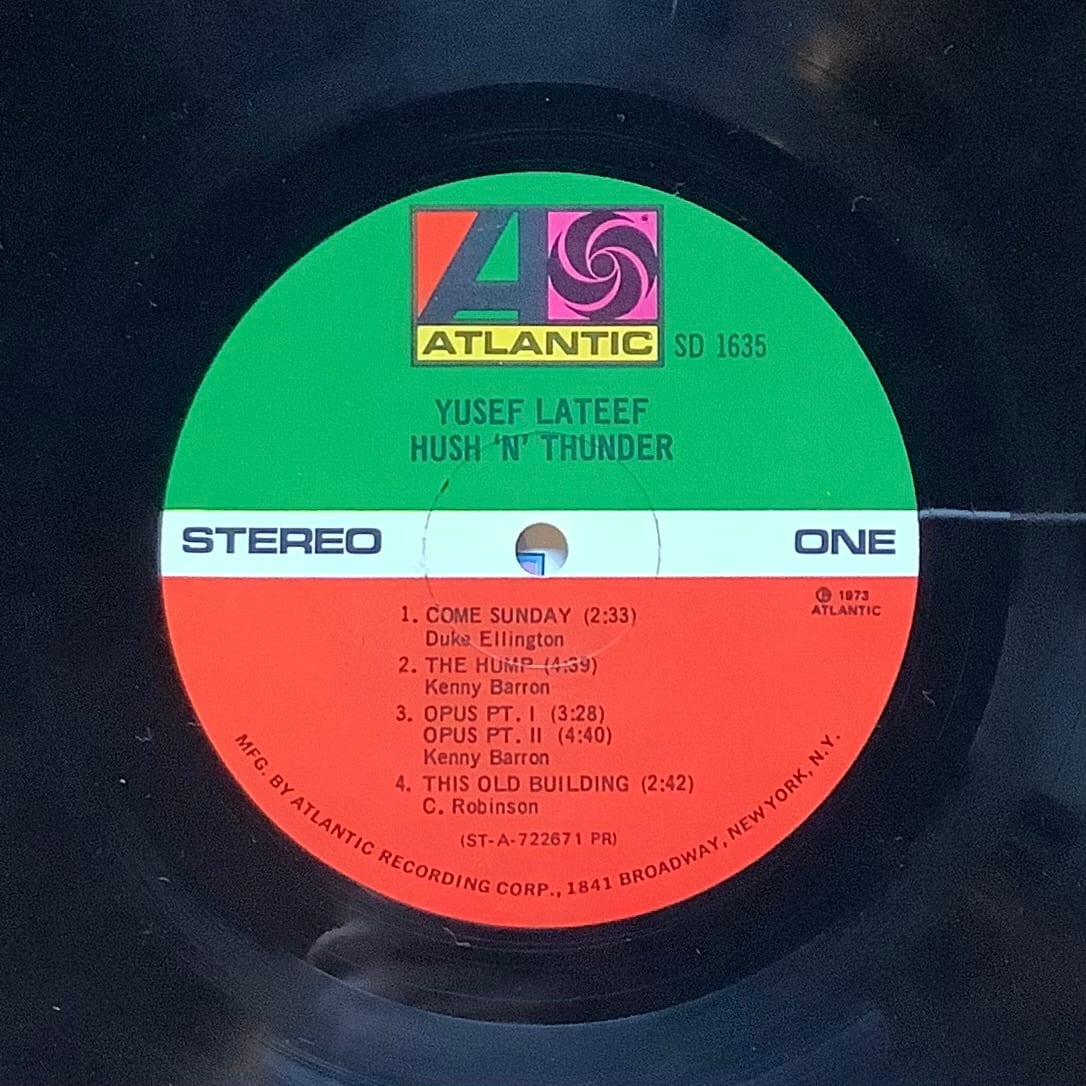 ATLANTIC
SD 1635
YUSEF LATEEF
HUSH 'N' THUNDER
STEREO
ONE
℗ 1973
ATLANTIC
1. COME SUNDAY (2:33)
Duke Ellington
2. THE HUMP (4:39)
Kenny Barron
3. OPUS PT. I (3:28)
OPUS PT. II (4:40)
Kenny Barron
4. THIS OLD BUILDING (2:42)
C. Robinson
(ST-A-722671 PR)
MFG. BY ATLANTIC RECORDING CORP., 1841 BROADWAY, NEW YORK, N.Y.